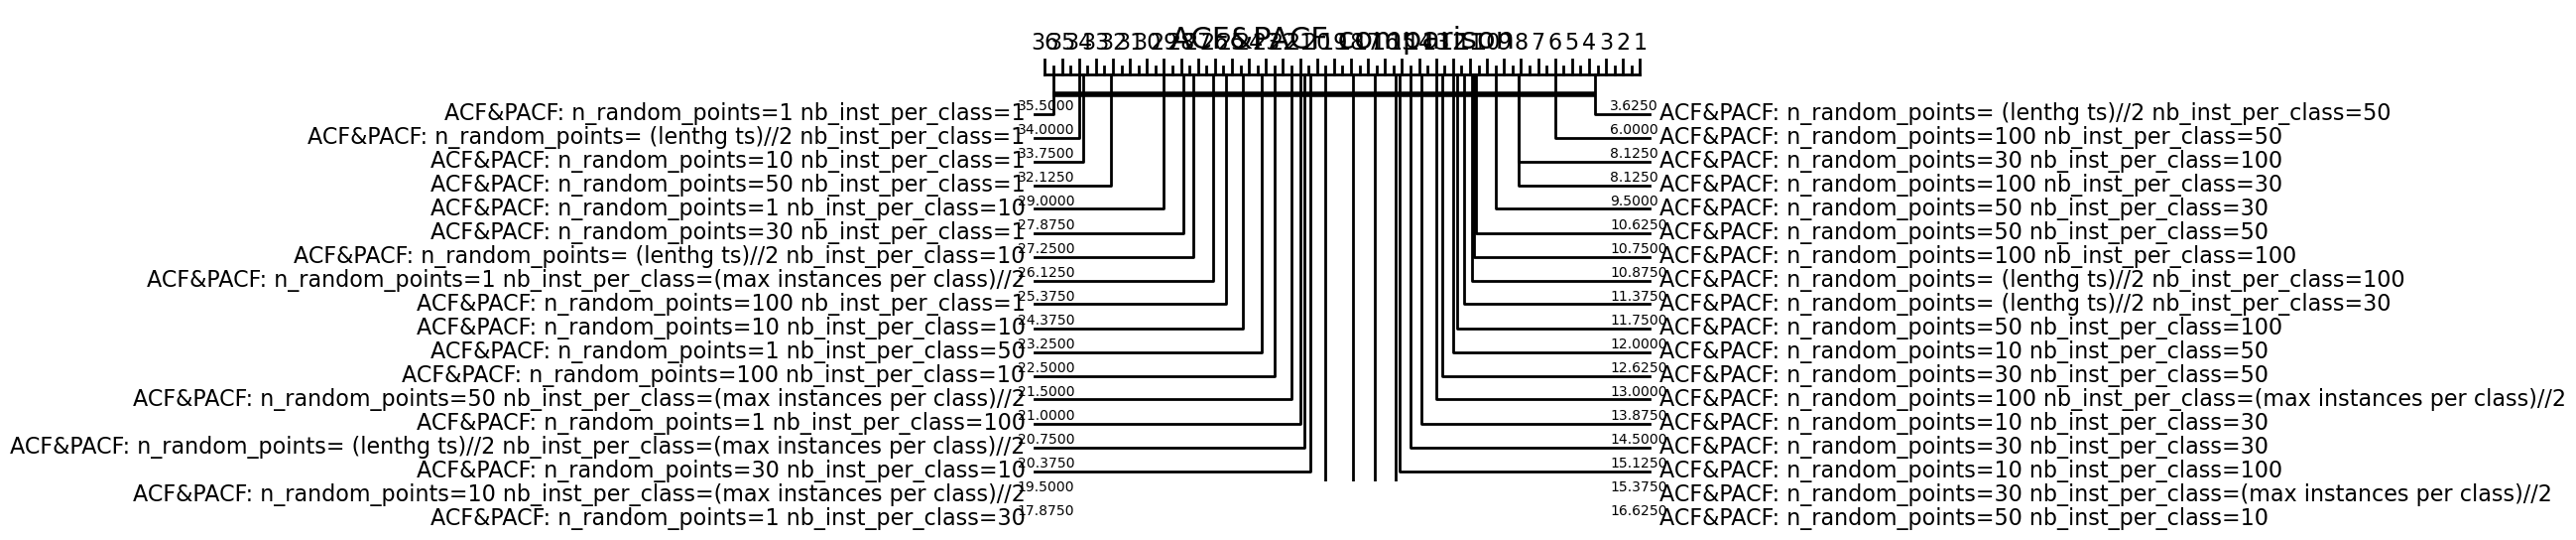 ACF&PACF comparison
36 35 34 33 32 31 30 29 28 27 26 25 24 23 22 21 20 19 18 17 16 15 14 13 12 11 10 9 8 7 6 5 4 3 2 1
ACF&PACF: n_random_points=1 nb_inst_per_class=1 35.5000 3.6250 ACF&PACF: n_random_points= (lenthg ts)//2 nb_inst_per_class=50
ACF&PACF: n_random_points= (lenthg ts)//2 nb_inst_per_class=1 34.0000 6.0000 ACF&PACF: n_random_points=100 nb_inst_per_class=50
ACF&PACF: n_random_points=10 nb_inst_per_class=1 33.7500 8.1250 ACF&PACF: n_random_points=30 nb_inst_per_class=100
ACF&PACF: n_random_points=50 nb_inst_per_class=1 32.1250 8.1250 ACF&PACF: n_random_points=100 nb_inst_per_class=30
ACF&PACF: n_random_points=1 nb_inst_per_class=10 29.0000 9.5000 ACF&PACF: n_random_points=50 nb_inst_per_class=30
ACF&PACF: n_random_points=30 nb_inst_per_class=1 27.8750 10.6250 ACF&PACF: n_random_points=50 nb_inst_per_class=50
ACF&PACF: n_random_points= (lenthg ts)//2 nb_inst_per_class=10 27.2500 10.7500 ACF&PACF: n_random_points=100 nb_inst_per_class=100
ACF&PACF: n_random_points=1 nb_inst_per_class=(max instances per class)//2 26.1250 10.8750 ACF&PACF: n_random_points= (lenthg ts)//2 nb_inst_per_class=100
ACF&PACF: n_random_points=100 nb_inst_per_class=1 25.3750 11.3750 ACF&PACF: n_random_points= (lenthg ts)//2 nb_inst_per_class=30
ACF&PACF: n_random_points=10 nb_inst_per_class=10 24.3750 11.7500 ACF&PACF: n_random_points=50 nb_inst_per_class=100
ACF&PACF: n_random_points=1 nb_inst_per_class=50 23.2500 12.0000 ACF&PACF: n_random_points=10 nb_inst_per_class=50
ACF&PACF: n_random_points=100 nb_inst_per_class=10 22.5000 12.6250 ACF&PACF: n_random_points=30 nb_inst_per_class=50
ACF&PACF: n_random_points=50 nb_inst_per_class=(max instances per class)//2 21.5000 13.0000 ACF&PACF: n_random_points=100 nb_inst_per_class=(max instances per class)//2
ACF&PACF: n_random_points=1 nb_inst_per_class=100 21.0000 13.8750 ACF&PACF: n_random_points=10 nb_inst_per_class=30
ACF&PACF: n_random_points= (lenthg ts)//2 nb_inst_per_class=(max instances per class)//2 20.7500 14.5000 ACF&PACF: n_random_points=30 nb_inst_per_class=30
ACF&PACF: n_random_points=30 nb_inst_per_class=10 20.3750 15.1250 ACF&PACF: n_random_points=10 nb_inst_per_class=100
ACF&PACF: n_random_points=10 nb_inst_per_class=(max instances per class)//2 19.5000 15.3750 ACF&PACF: n_random_points=30 nb_inst_per_class=(max instances per class)//2
ACF&PACF: n_random_points=1 nb_inst_per_class=30 17.8750 16.6250 ACF&PACF: n_random_points=50 nb_inst_per_class=10